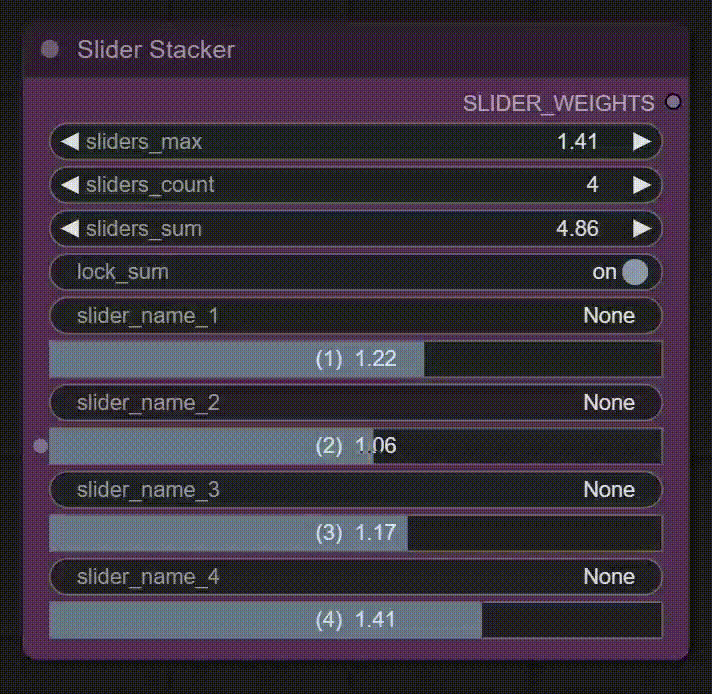 Slider Stacker
SLIDER_WEIGHTS
sliders_max 1.41
sliders_count 4
sliders_sum 4.86
lock_sum on
slider_name_1 None
(1) 1.22
slider_name_2 None
(2) 1.06
slider_name_3 None
(3) 1.17
slider_name_4 None
(4) 1.41